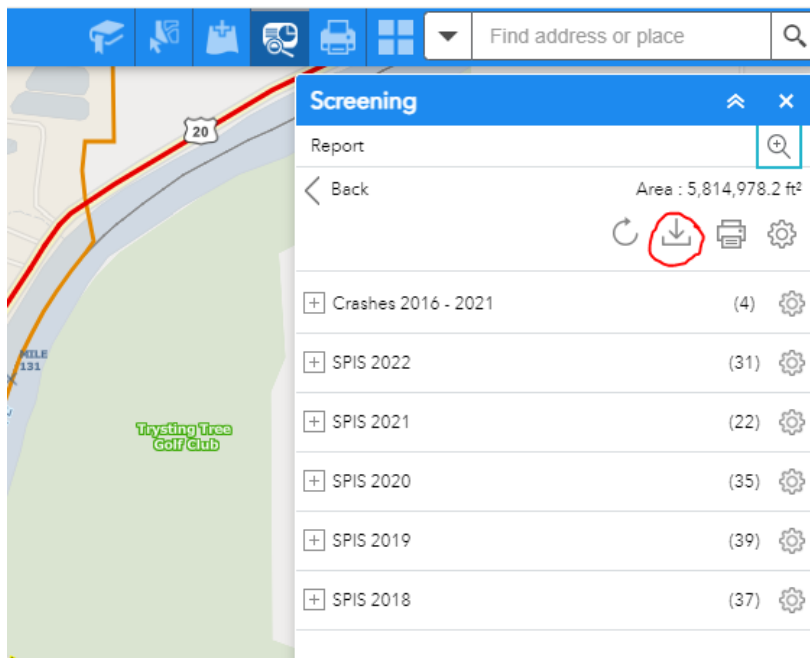 Find address or place
Screening
Report
Back
Area : 5,814,978.2 ft²
Crashes 2016 - 2021 (4)
SPIS 2022 (31)
SPIS 2021 (22)
SPIS 2020 (35)
SPIS 2019 (39)
SPIS 2018 (37)
20
MILE
131
Trysting Tree
Golf Club